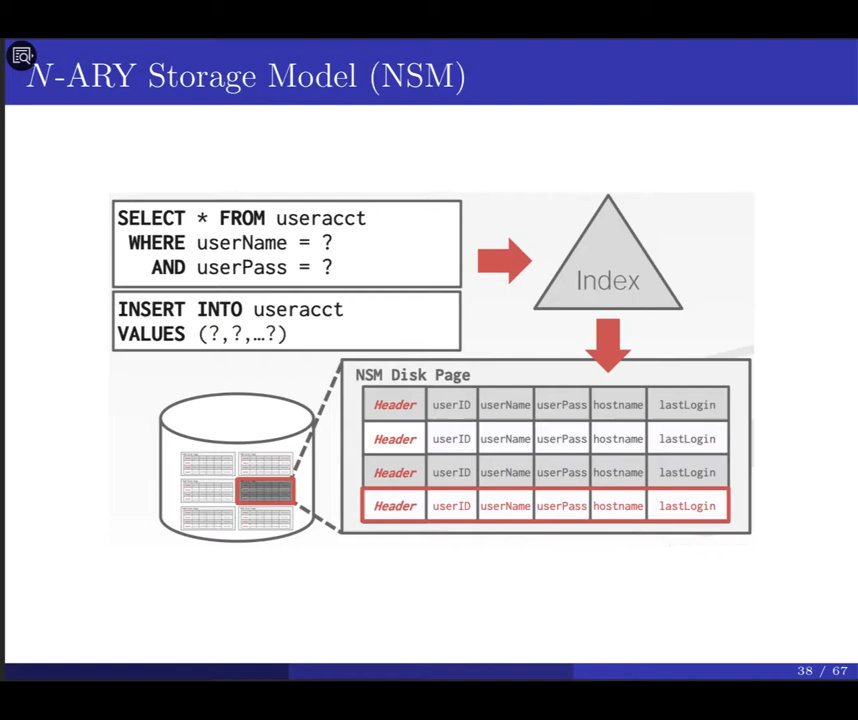 N-ARY Storage Model (NSM)
SELECT * FROM useracct
WHERE userName = ?
AND userPass = ?
Index
INSERT INTO useracct
VALUES (?,?,…?)
NSM Disk Page
Header userID userName userPass hostname lastLogin
Header userID userName userPass hostname lastLogin
Header userID userName userPass hostname lastLogin
Header userID userName userPass hostname lastLogin
38 / 67